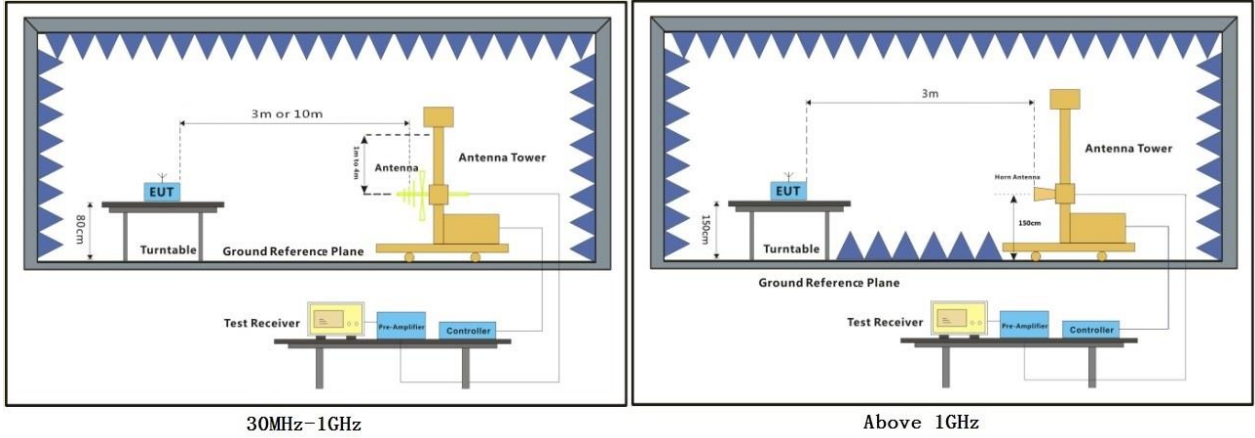 3m or 10m
1m to 4m
Antenna
Antenna Tower
EUT
80cm
Turntable
Ground Reference Plane
Test Receiver
Pre-Amplifier
Controller
30MHz-1GHz
3m
Antenna Tower
Horn Antenna
EUT
150cm
150cm
Turntable
Ground Reference Plane
Test Receiver
Pre-Amplifier
Controller
Above 1GHz